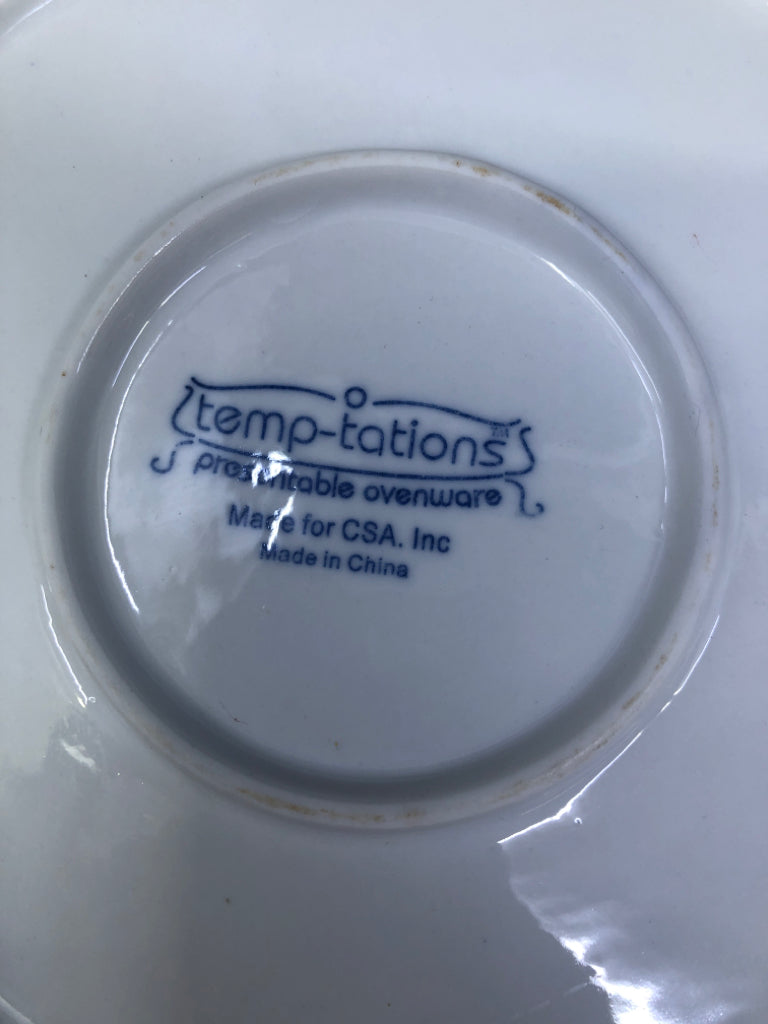 temp-tations
presentable ovenware
Made for CSA. Inc
Made in China